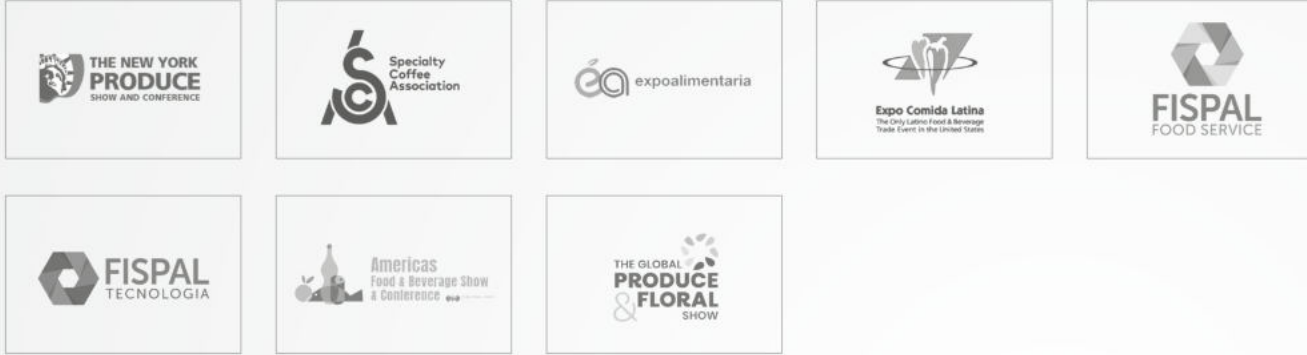 THE NEW YORK
PRODUCE
SHOW AND CONFERENCE
Specialty
Coffee
Association
expoalimentaria
Expo Comida Latina
The Only Latino Food & Beverage
Trade Event in the United States
FISPAL
FOOD SERVICE
FISPAL
TECNOLOGIA
Americas
Food & Beverage Show
& Conference
THE GLOBAL
PRODUCE
& FLORAL
SHOW